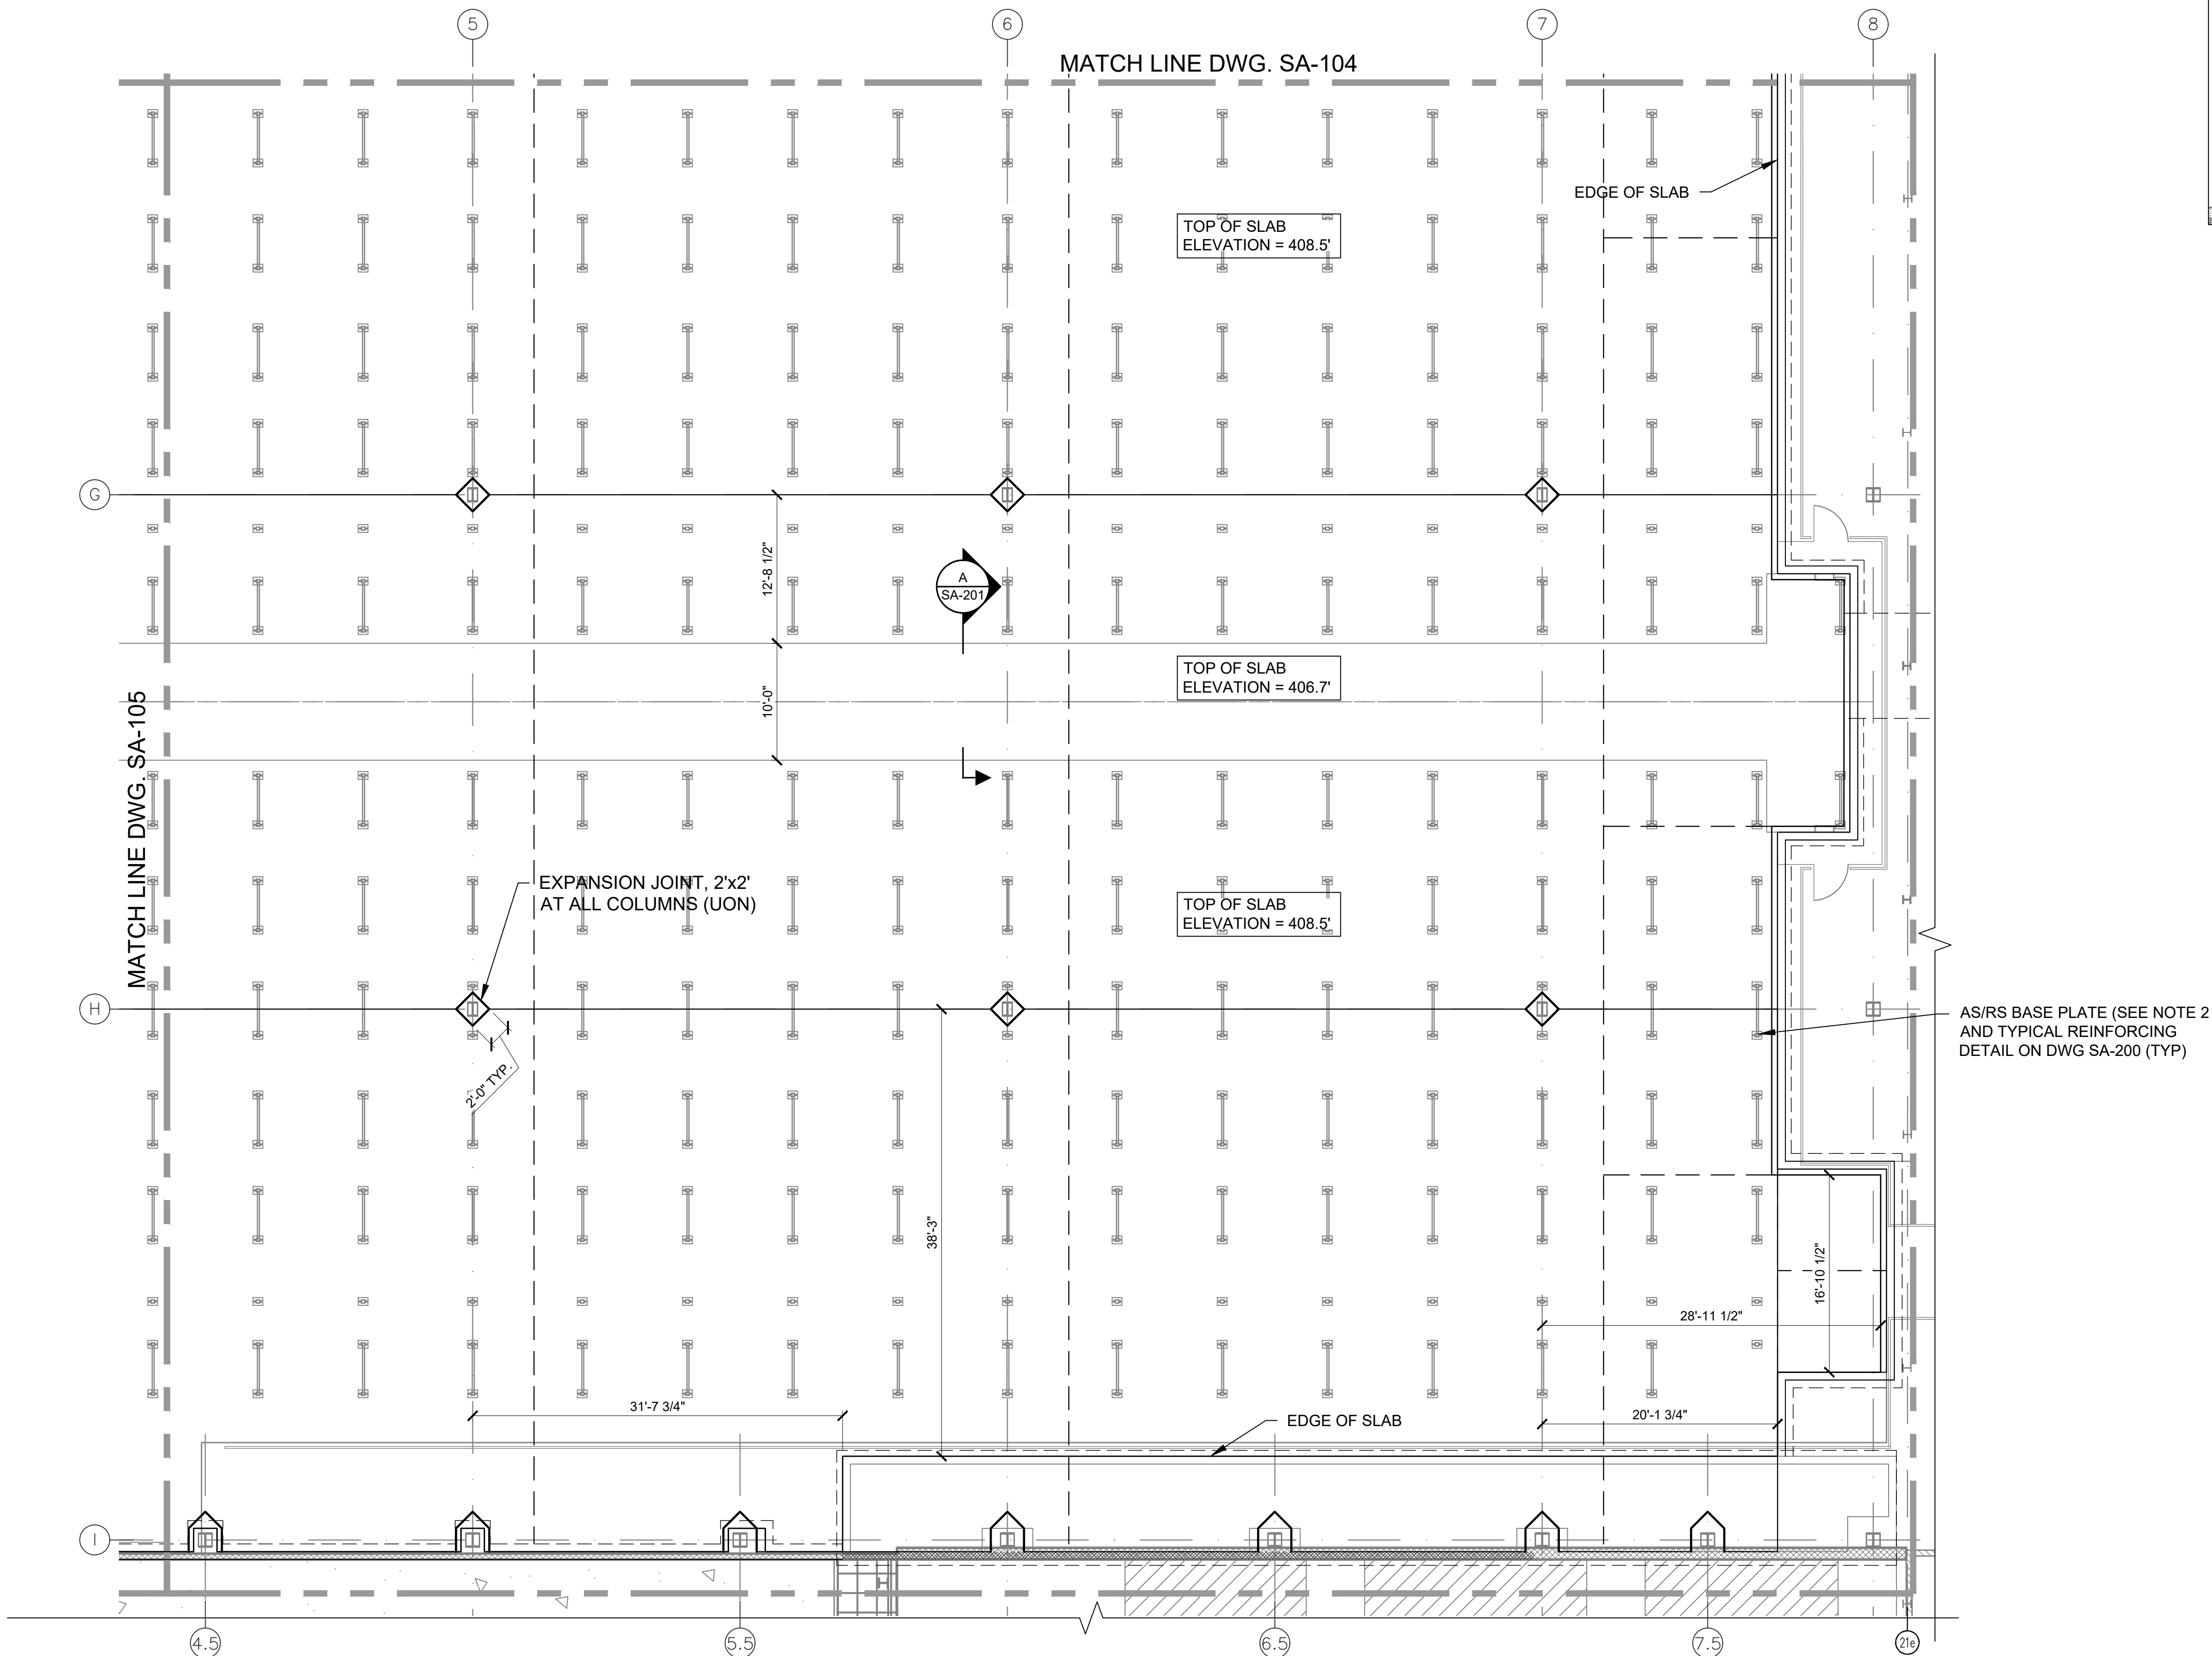 5
6
7
8
MATCH LINE DWG. SA-104
EDGE OF SLAB
TOP OF SLAB
ELEVATION = 408.5'
G
12'-8 1/2"
A
SA-201
TOP OF SLAB
ELEVATION = 406.7'
10'-0"
MATCH LINE DWG. SA-105
EXPANSION JOINT, 2'x2'
AT ALL COLUMNS (UON)
TOP OF SLAB
ELEVATION = 408.5'
H
2'-0" TYP.
AS/RS BASE PLATE (SEE NOTE 2
AND TYPICAL REINFORCING
DETAIL ON DWG SA-200 (TYP)
38'-3"
16'-10 1/2"
28'-11 1/2"
31'-7 3/4"
EDGE OF SLAB
20'-1 3/4"
I
4.5
5.5
6.5
7.5
21e